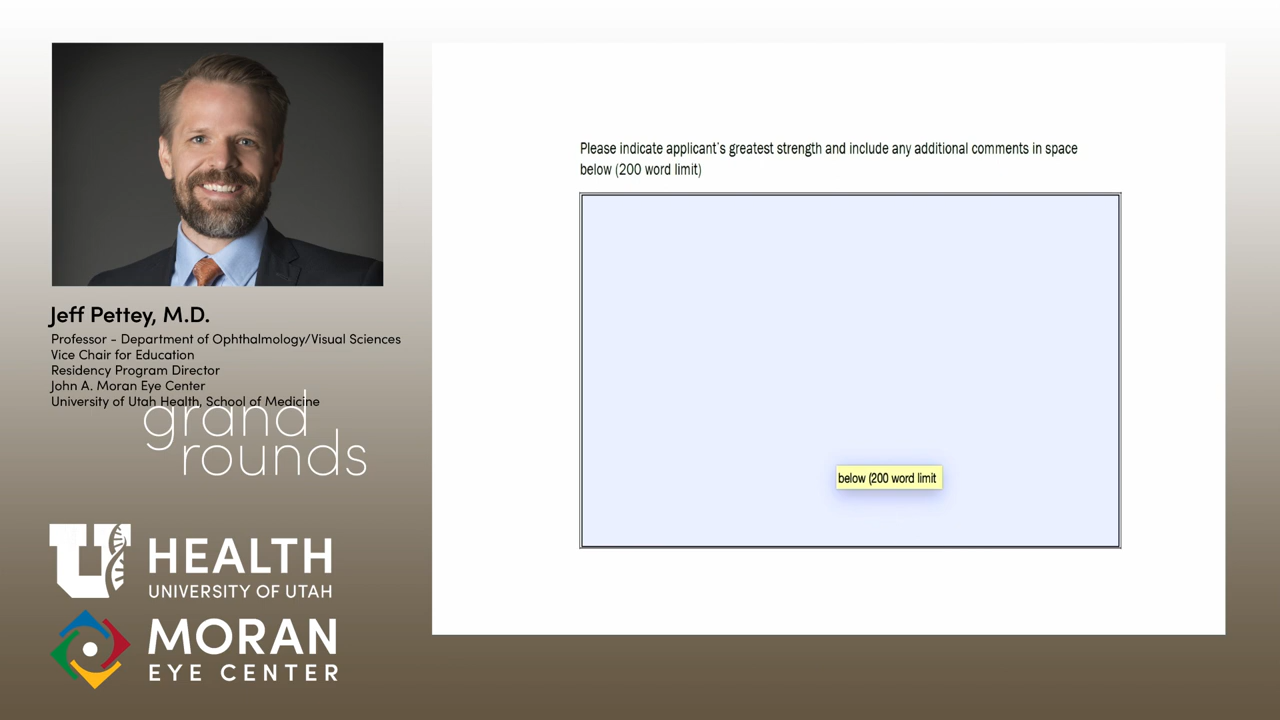 Jeff Pettey, M.D.
Professor - Department of Ophthalmology/Visual Sciences
Vice Chair for Education
Residency Program Director
John A. Moran Eye Center
University of Utah Health, School of Medicine
grand
rounds
U
HEALTH
UNIVERSITY OF UTAH
MORAN
EYE CENTER
Please indicate applicant's greatest strength and include any additional comments in space
below (200 word limit)
below (200 word limit